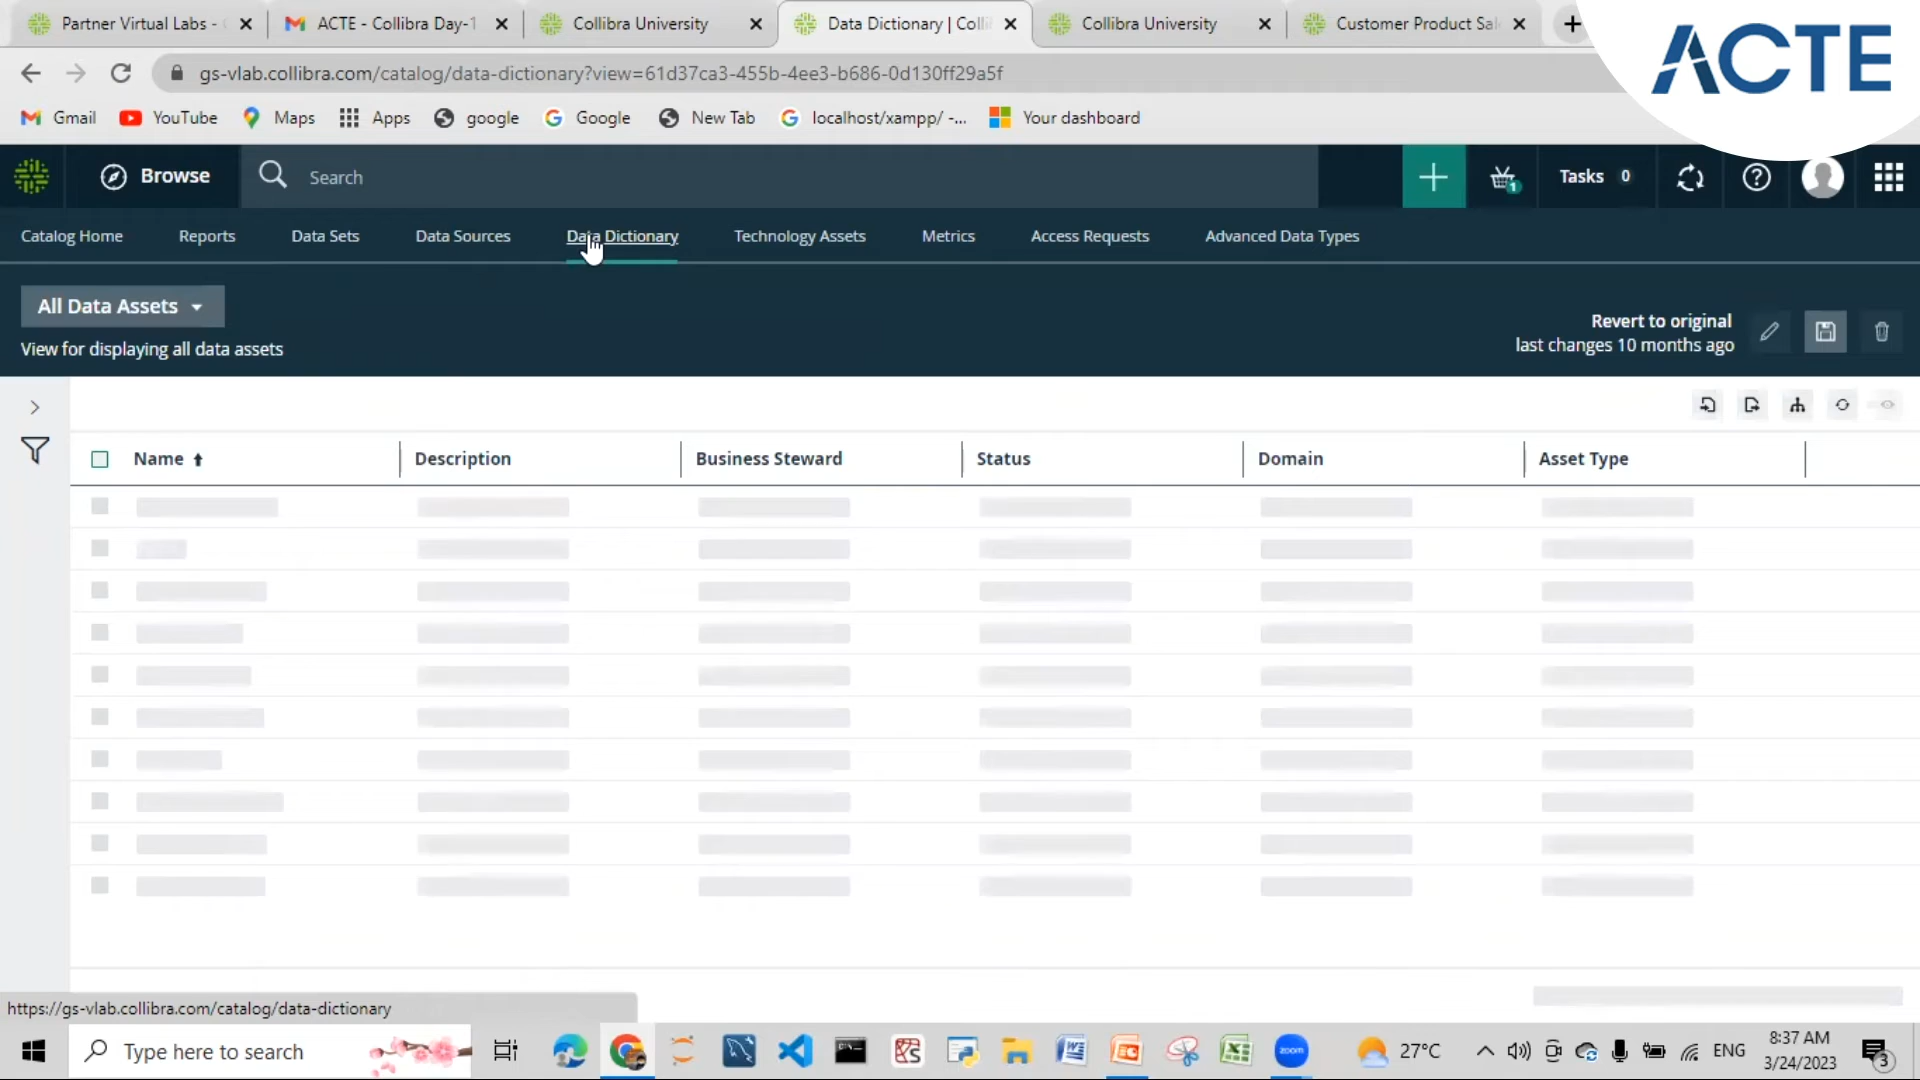 Partner Virtual Labs -
ACTE - Collibra Day-1
Collibra University
Data Dictionary | Colli
Collibra University
Customer Product Sal
ACTE
gs-vlab.collibra.com/catalog/data-dictionary?view=61d37ca3-455b-4ee3-b686-0d130ff29a5f
Gmail
YouTube
Maps
Apps
google
Google
New Tab
localhost/xampp/ -...
Your dashboard
Browse
Search
1
Tasks 0
Catalog Home
Reports
Data Sets
Data Sources
Data Dictionary
Technology Assets
Metrics
Access Requests
Advanced Data Types
All Data Assets
View for displaying all data assets
Revert to original
last changes 10 months ago
Name
Description
Business Steward
Status
Domain
Asset Type
https://gs-vlab.collibra.com/catalog/data-dictionary
Type here to search
zoom
27°C
ENG
8:37 AM
3/24/2023
3